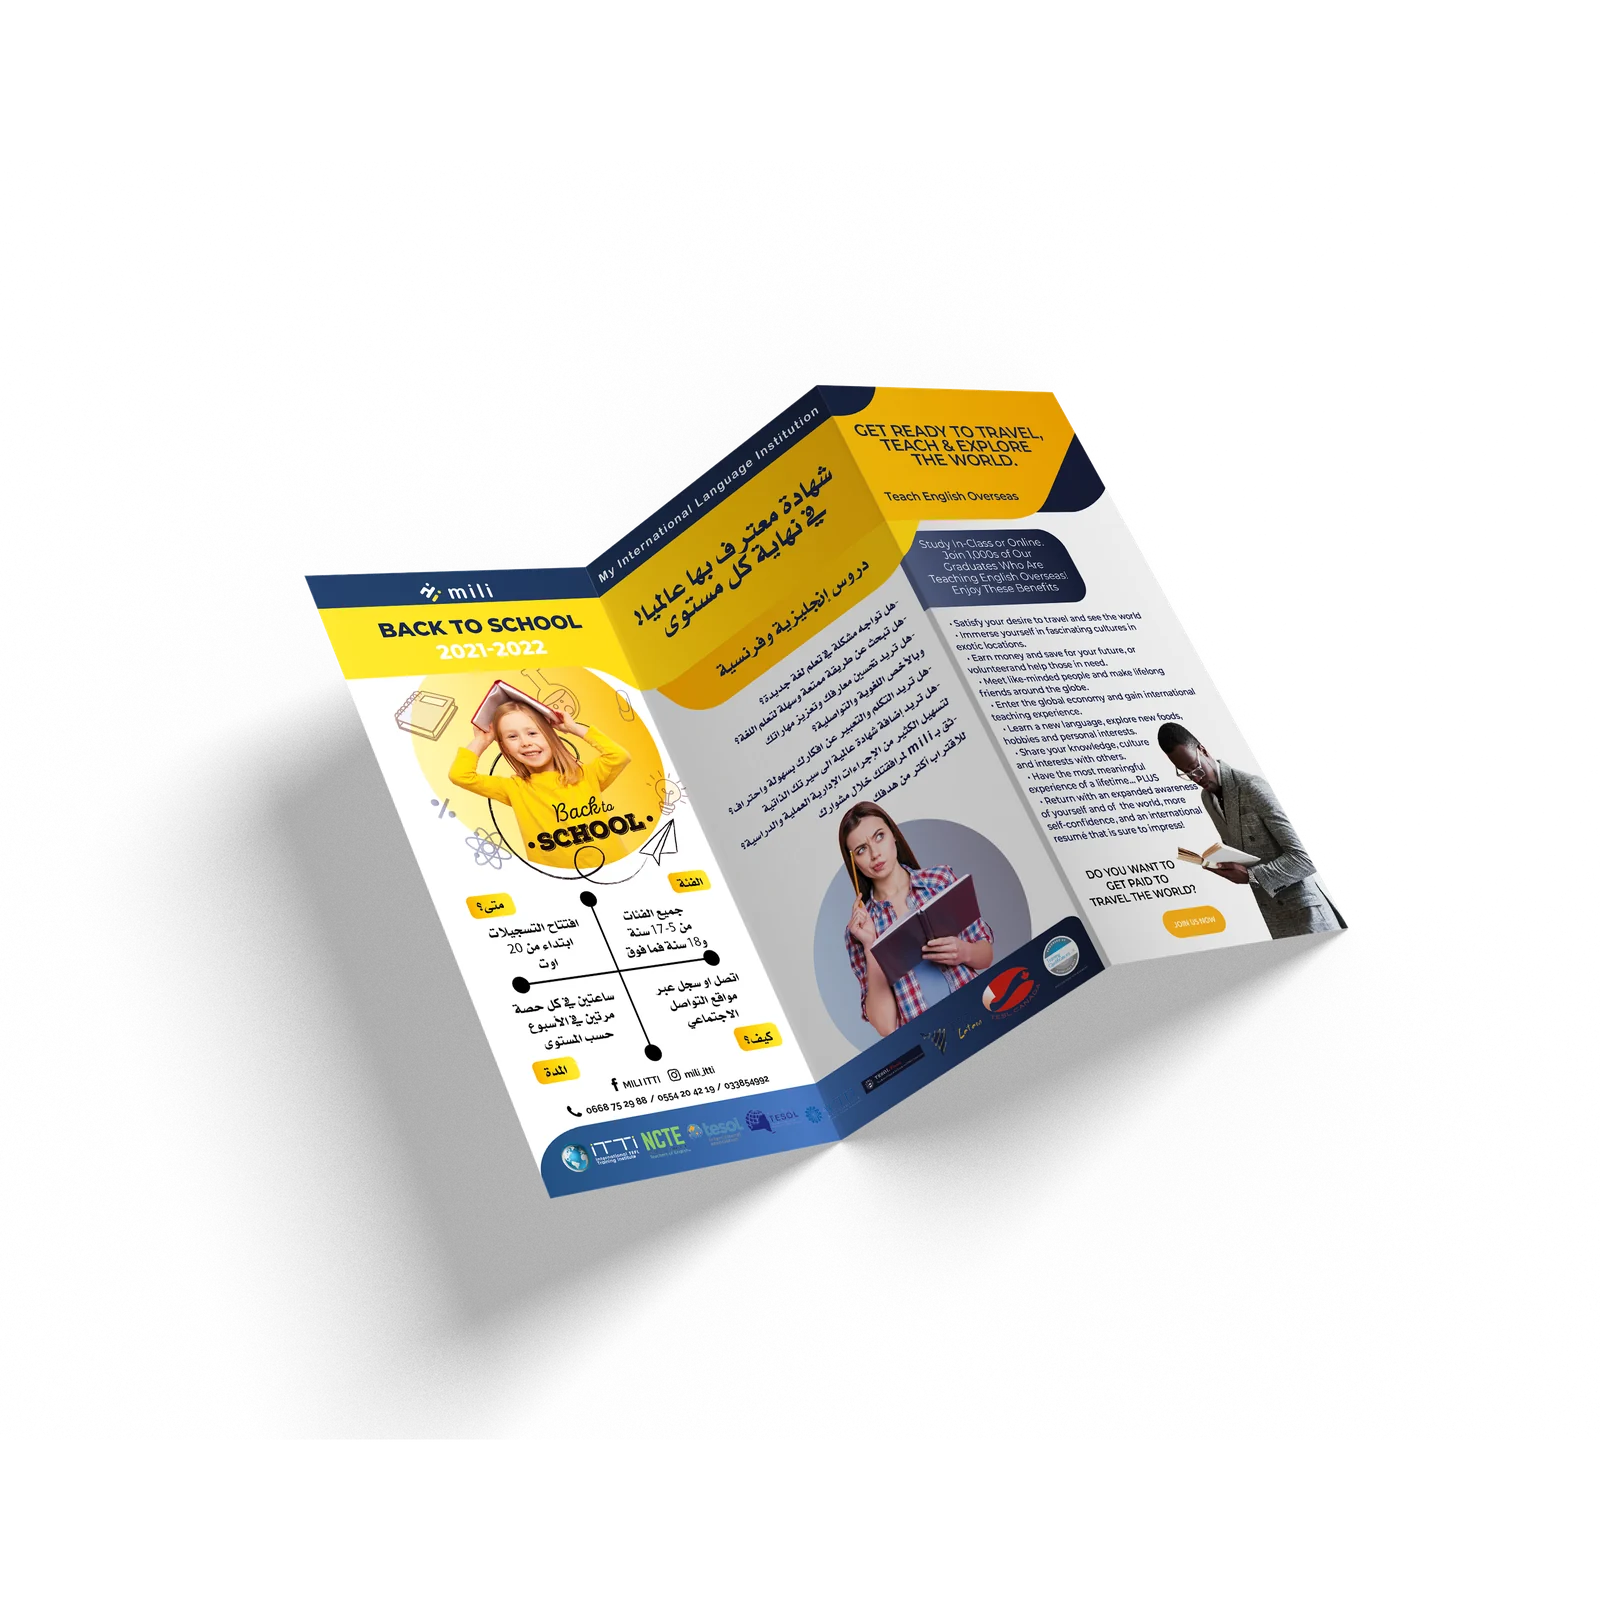 mili
BACK TO SCHOOL
2021-2022
Back to
• SCHOOL •
متى؟
افتتاح التسجيلات
ابتداء من 20
اوت
الفئة
جميع الفئات
من 5-17 سنة
و18 سنة فما فوق
ساعتين في كل حصة
مرتين في الأسبوع
حسب المستوى
المدة
اتصل او سجل عبر
مواقع التواصل
الاجتماعي
كيف؟
MILI ITTI mili_itti
0668 75 29 88 / 0554 20 42 19 / 033854992
iTTi
International TEFL
Training Institute
NCTE
Teachers of English
tesol
TESOL
My International Language Institution
شهادة معترف بها عالميا!
في نهاية كل مستوى
دروس إنجليزية وفرنسية
-هل تواجه مشكلة في تعلم لغة جديدة؟
-هل تبحث عن طريقة ممتعة وسهلة لتعلم اللغة؟
-هل تريد تحسين معارفك وتعزيز مهاراتك
وبالأخص اللغوية والتواصلية؟
-هل تريد التكلم والتعبير عن افكارك بسهولة واحتراف؟
-هل تريد إضافة شهادة عالمية الى سيرتك الذاتية
لتسهيل الكثير من الإجراءات الإدارية العملية والدراسية؟
-ثق بـ mili لمرافقتك خلال مشوارك
للاقتراب أكثر من هدفك
TESL CANADA
GET READY TO TRAVEL,
TEACH & EXPLORE
THE WORLD.
Teach English Overseas
Study In-Class or Online.
Join 1,000s of Our
Graduates Who Are
Teaching English Overseas!
Enjoy These Benefits
• Satisfy your desire to travel and see the world
• Immerse yourself in fascinating cultures in
exotic locations.
• Earn money and save for your future, or
volunteerand help those in need.
• Meet like-minded people and make lifelong
friends around the globe.
• Enter the global economy and gain international
teaching experience.
• Learn a new language, explore new foods,
hobbies and personal interests.
• Share your knowledge, culture
and interests with others.
• Have the most meaningful
experience of a lifetime... PLUS
• Return with an expanded awareness
of yourself and of the world, more
self-confidence, and an international
resumé that is sure to impress!
DO YOU WANT TO
GET PAID TO
TRAVEL THE WORLD?
JOIN US NOW